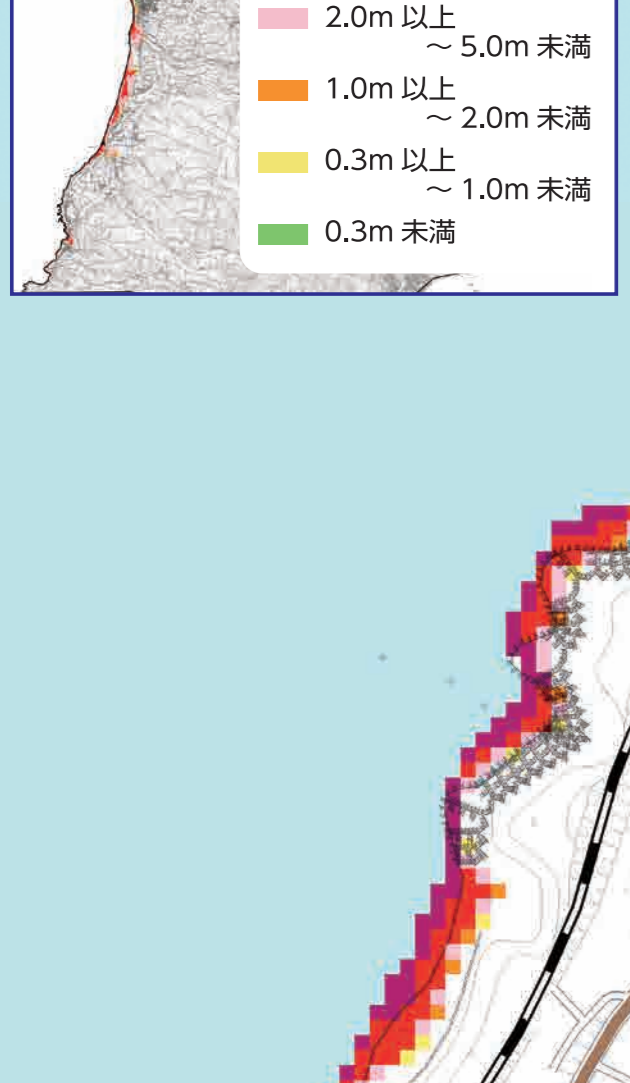 2.0m 以上
～ 5.0m 未満
1.0m 以上
～ 2.0m 未満
0.3m 以上
～ 1.0m 未満
0.3m 未満